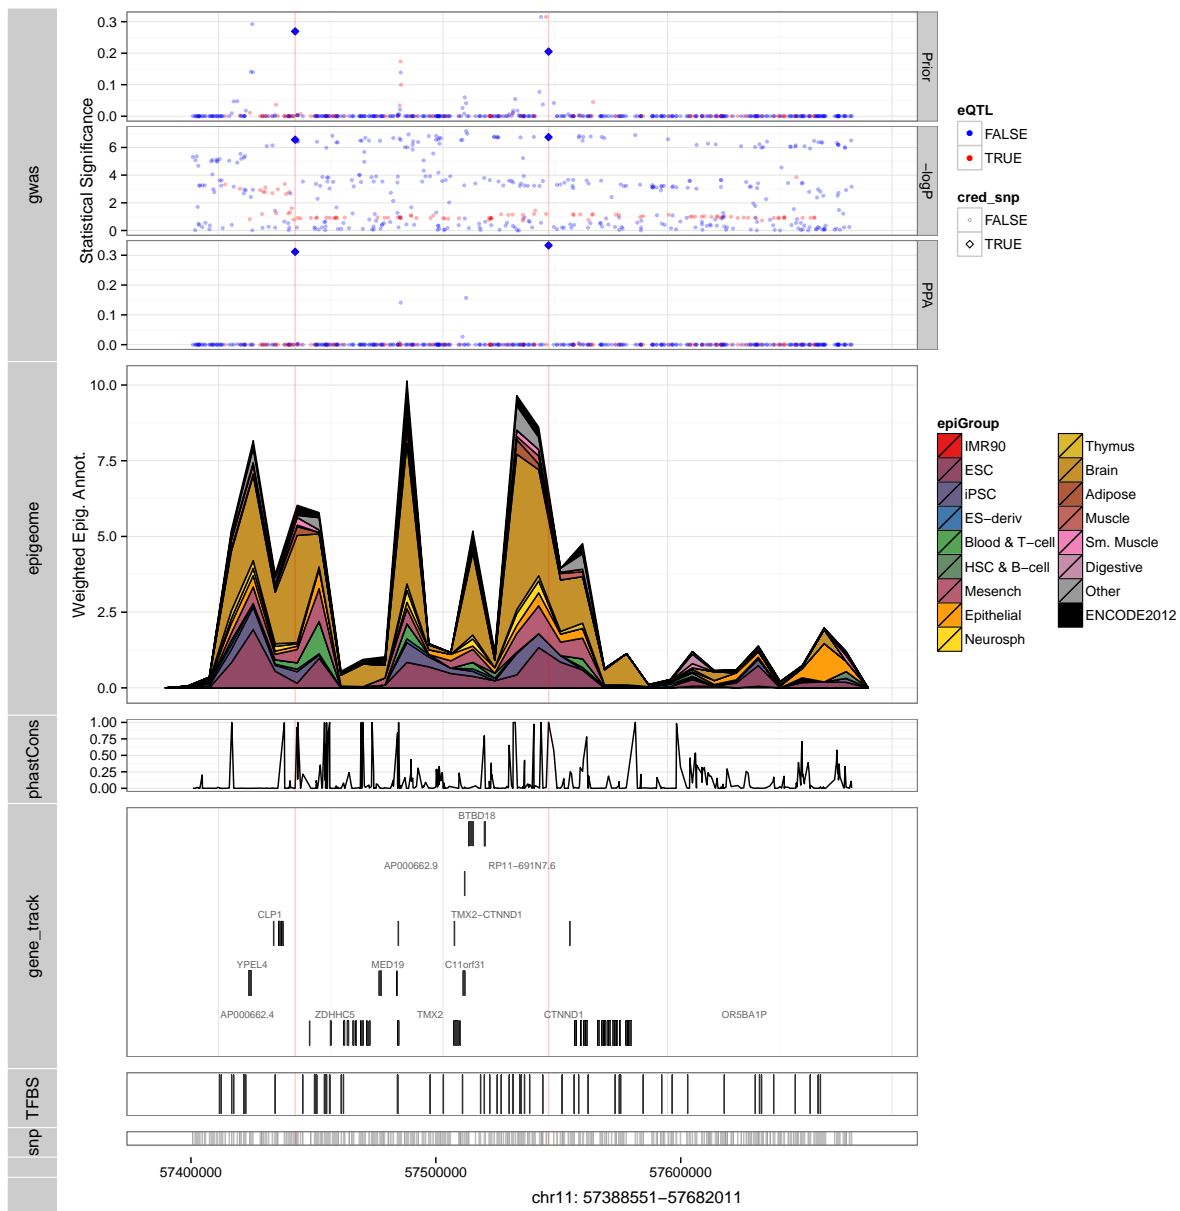 gwas
Statistical Significance
0.3
0.2
0.1
0.0
Prior
6
4
2
0
−logP
0.3
0.2
0.1
0.0
PPA
eQTL
FALSE
TRUE
cred_snp
FALSE
TRUE
epigeome
Weighted Epig. Annot.
10.0
7.5
5.0
2.5
0.0
epiGroup
IMR90
ESC
iPSC
ES−deriv
Blood & T−cell
HSC & B−cell
Mesench
Epithelial
Neurosph
Thymus
Brain
Adipose
Muscle
Sm. Muscle
Digestive
Other
ENCODE2012
phastCons
1.00
0.75
0.50
0.25
0.00
gene_track
BTBD18
AP000662.9 RP11−691N7.6
CLP1 TMX2−CTNND1
YPEL4 MED19 C11orf31
AP000662.4 ZDHHC5 TMX2 CTNND1 OR5BA1P
TFBS
snp
57400000 57500000 57600000
chr11: 57388551−57682011